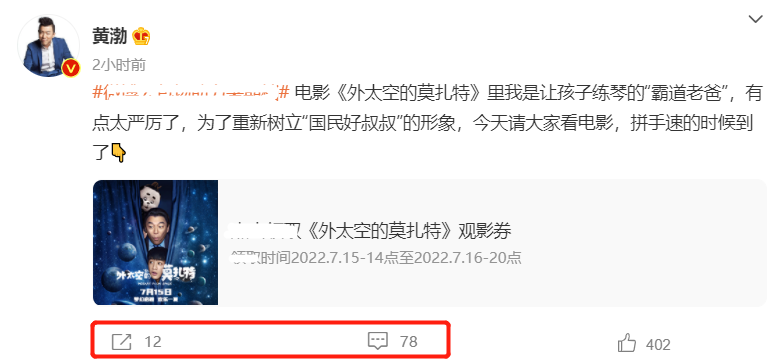 黄渤
2小时前
# # 电影《外太空的莫扎特》里我是让孩子练琴的“霸道老爸”，有
点太严厉了，为了重新树立“国民好叔叔”的形象，今天请大家看电影，拼手速的时候到
了👇
《外太空的莫扎特》观影券
时间2022.7.15-14点至2022.7.16-20点
外太空的莫扎特
7月15日
12
78
402